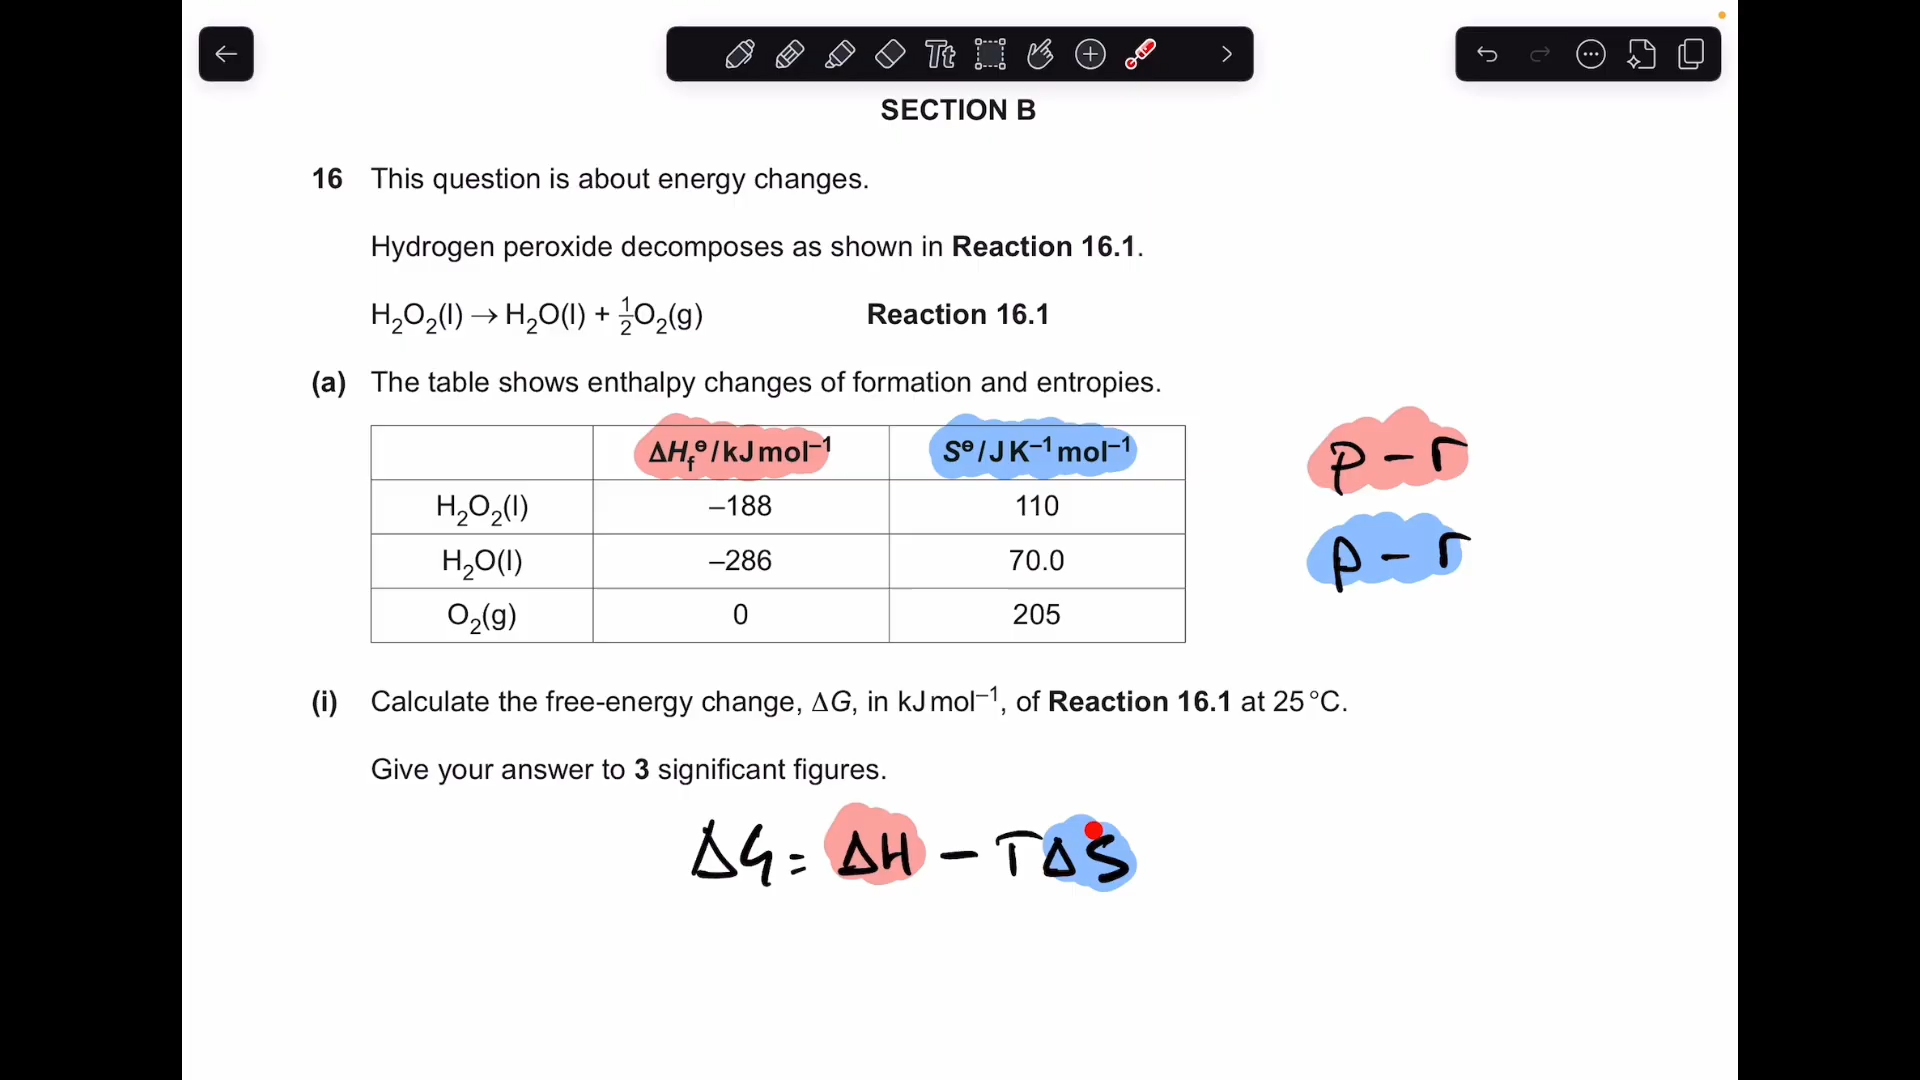 Tt
SECTION B
16 This question is about energy changes.
Hydrogen peroxide decomposes as shown in Reaction 16.1.
H₂O₂(l) → H₂O(l) + ½O₂(g) Reaction 16.1
(a) The table shows enthalpy changes of formation and entropies.
ΔHf⦵/kJ mol⁻¹ S⦵/J K⁻¹ mol⁻¹
H₂O₂(l) –188 110
H₂O(l) –286 70.0
O₂(g) 0 205
p – r
p – r
(i) Calculate the free-energy change, ΔG, in kJ mol⁻¹, of Reaction 16.1 at 25 °C.
Give your answer to 3 significant figures.
ΔG = ΔH – TΔS